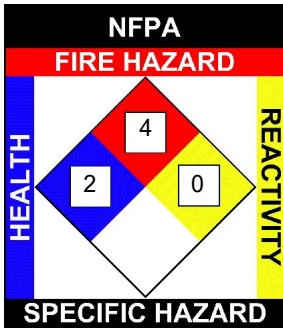 NFPA
FIRE HAZARD
HEALTH
4
2
0
REACTIVITY
SPECIFIC HAZARD